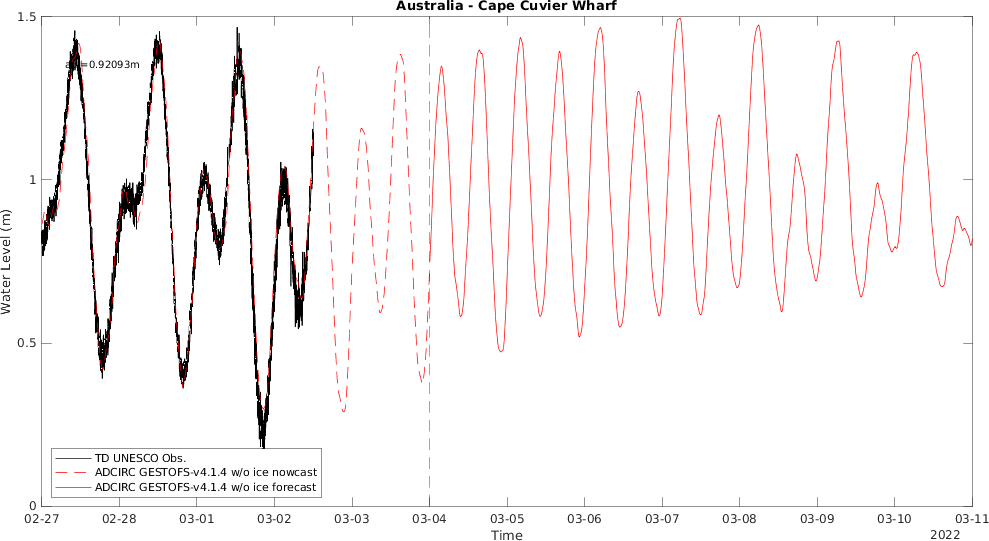 Australia - Cape Cuvier Wharf
1.5
=0.92093m
1
Water Level (m)
0.5
TD UNESCO Obs.
ADCIRC GESTOFS-v4.1.4 w/o ice nowcast
ADCIRC GESTOFS-v4.1.4 w/o ice forecast
0
02-27 02-28 03-01 03-02 03-03 03-04 03-05 03-06 03-07 03-08 03-09 03-10 03-11
Time
2022